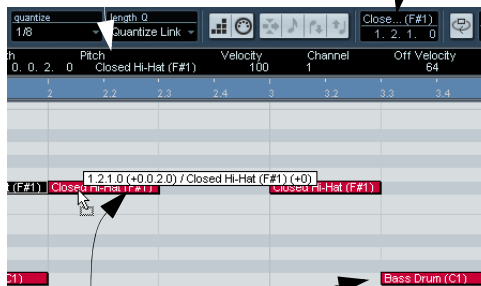 quantize length Q Close... (F#1)
1/8 Quantize Link 1. 2. 1. 0
Pitch Velocity Channel Off Velocity
0. 0. 2. 0 Closed Hi-Hat (F#1) 100 1 64
2 2.2 2.3 2.4 3 3.2 3.3 3.4
1.2.1.0 (+0.0.2.0) / Closed Hi-Hat (F#1) (+0)
(F#1) Closed Hi-Hat (F#1) Closed Hi-Hat (F#1)
C1) Bass Drum (C1)